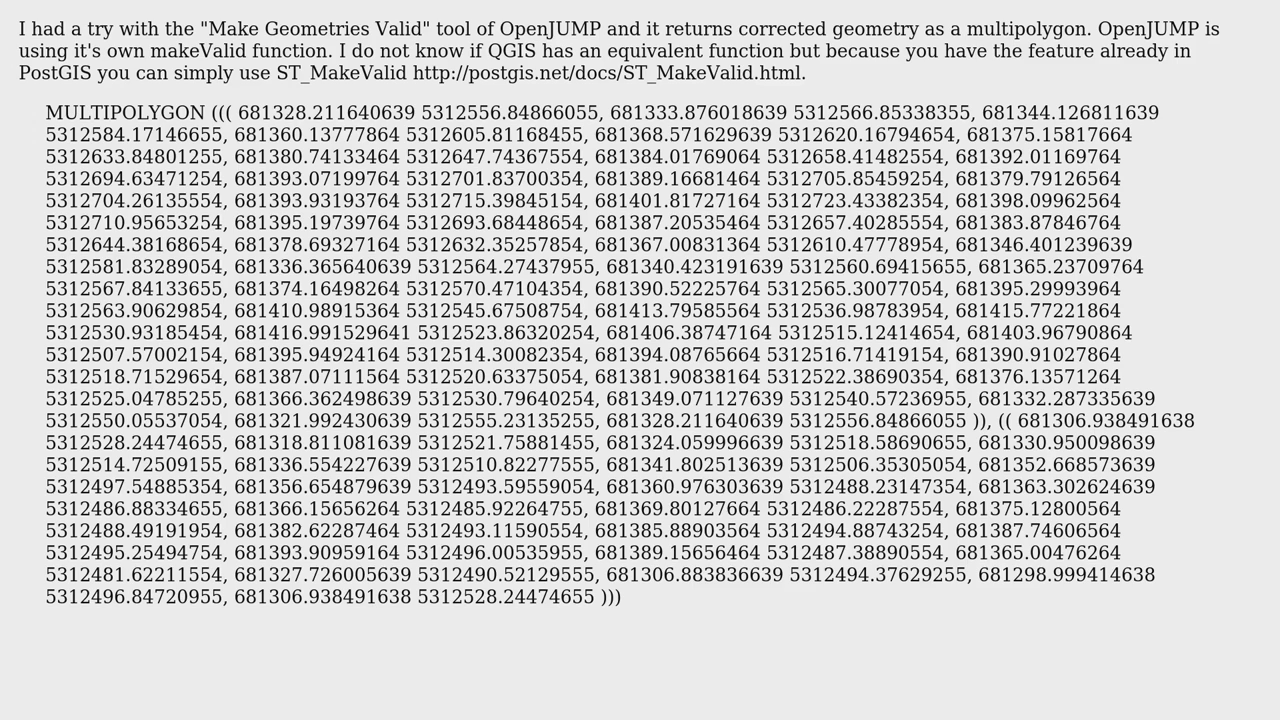 I had a try with the "Make Geometries Valid" tool of OpenJUMP and it returns corrected geometry as a multipolygon. OpenJUMP is
using it's own makeValid function. I do not know if QGIS has an equivalent function but because you have the feature already in
PostGIS you can simply use ST_MakeValid http://postgis.net/docs/ST_MakeValid.html.
MULTIPOLYGON ((( 681328.211640639 5312556.84866055, 681333.876018639 5312566.85338355, 681344.126811639
5312584.17146655, 681360.13777864 5312605.81168455, 681368.571629639 5312620.16794654, 681375.15817664
5312633.84801255, 681380.74133464 5312647.74367554, 681384.01769064 5312658.41482554, 681392.01169764
5312694.63471254, 681393.07199764 5312701.83700354, 681389.16681464 5312705.85459254, 681379.79126564
5312704.26135554, 681393.93193764 5312715.39845154, 681401.81727164 5312723.43382354, 681398.09962564
5312710.95653254, 681395.19739764 5312693.68448654, 681387.20535464 5312657.40285554, 681383.87846764
5312644.38168654, 681378.69327164 5312632.35257854, 681367.00831364 5312610.47778954, 681346.401239639
5312581.83289054, 681336.365640639 5312564.27437955, 681340.423191639 5312560.69415655, 681365.23709764
5312567.84133655, 681374.16498264 5312570.47104354, 681390.52225764 5312565.30077054, 681395.29993964
5312563.90629854, 681410.98915364 5312545.67508754, 681413.79585564 5312536.98783954, 681415.77221864
5312530.93185454, 681416.991529641 5312523.86320254, 681406.38747164 5312515.12414654, 681403.96790864
5312507.57002154, 681395.94924164 5312514.30082354, 681394.08765664 5312516.71419154, 681390.91027864
5312518.71529654, 681387.07111564 5312520.63375054, 681381.90838164 5312522.38690354, 681376.13571264
5312525.04785255, 681366.362498639 5312530.79640254, 681349.071127639 5312540.57236955, 681332.287335639
5312550.05537054, 681321.992430639 5312555.23135255, 681328.211640639 5312556.84866055 )), (( 681306.938491638
5312528.24474655, 681318.811081639 5312521.75881455, 681324.059996639 5312518.58690655, 681330.950098639
5312514.72509155, 681336.554227639 5312510.82277555, 681341.802513639 5312506.35305054, 681352.668573639
5312497.54885354, 681356.654879639 5312493.59559054, 681360.976303639 5312488.23147354, 681363.302624639
5312486.88334655, 681366.15656264 5312485.92264755, 681369.80127664 5312486.22287554, 681375.12800564
5312488.49191954, 681382.62287464 5312493.11590554, 681385.88903564 5312494.88743254, 681387.74606564
5312495.25494754, 681393.90959164 5312496.00535955, 681389.15656464 5312487.38890554, 681365.00476264
5312481.62211554, 681327.726005639 5312490.52129555, 681306.883836639 5312494.37629255, 681298.999414638
5312496.84720955, 681306.938491638 5312528.24474655 )))